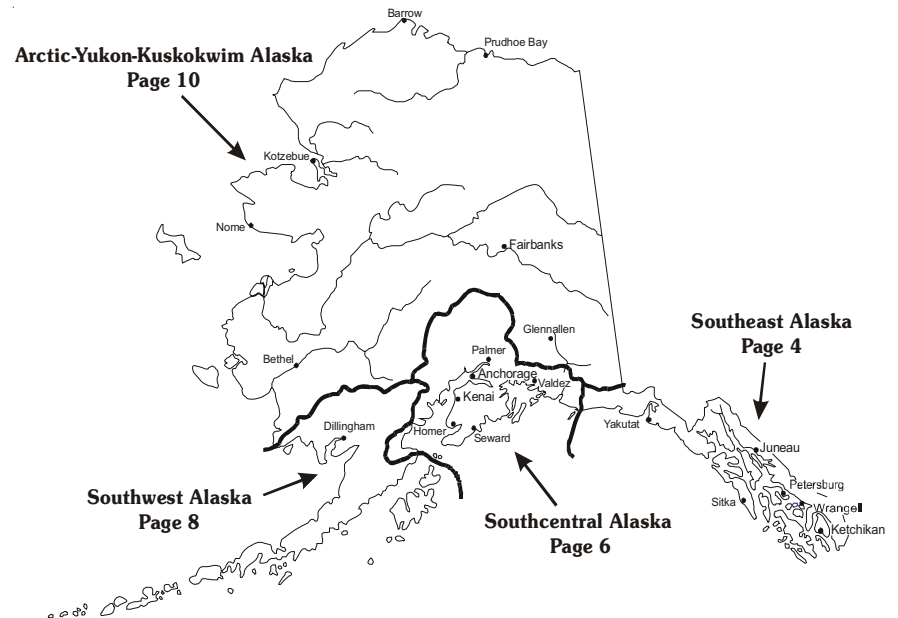 Barrow
Prudhoe Bay
Arctic-Yukon-Kuskokwim Alaska
Page 10
Kotzebue
Nome
Fairbanks
Southeast Alaska
Page 4
Glennallen
Palmer
Bethel
Anchorage
Valdez
Kenai
Dillingham
Homer
Seward
Yakutat
Juneau
Southwest Alaska
Page 8
Petersburg
Sitka
Wrangell
Southcentral Alaska
Page 6
Ketchikan